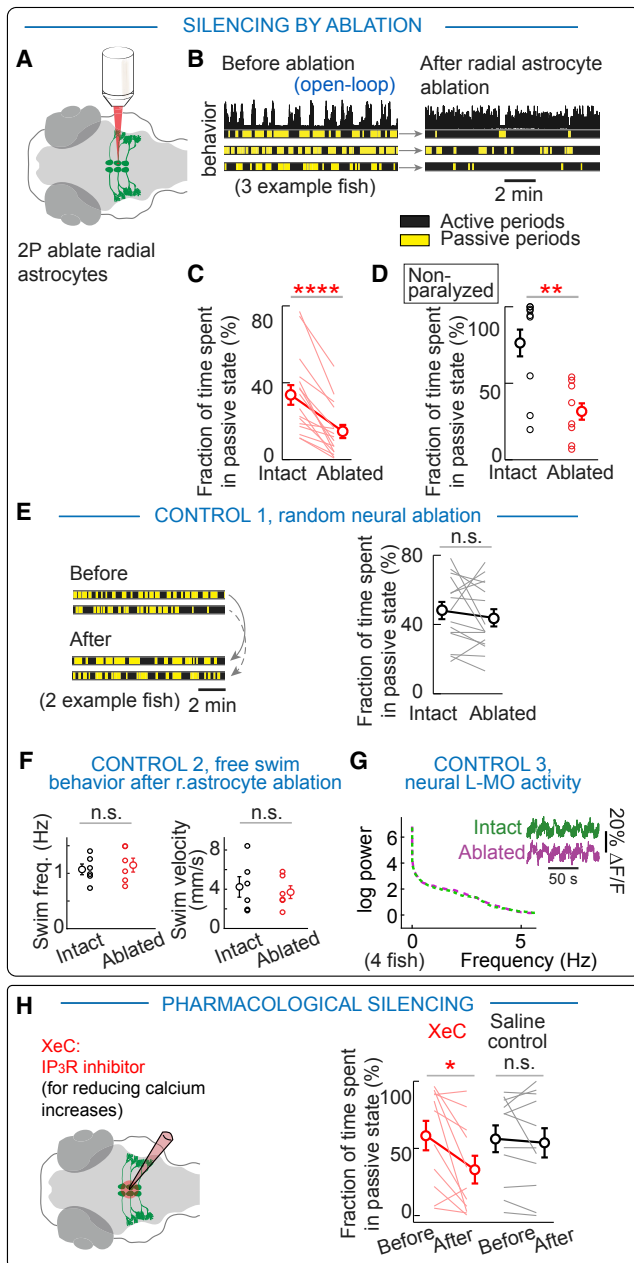 SILENCING BY ABLATION
A
2P ablate radial
astrocytes
B
Before ablation
(open-loop)
After radial astrocyte
ablation
behavior
(3 example fish)
2 min
Active periods
Passive periods
C
****
Fraction of time spent
in passive state (%)
80
40
0
Intact
Ablated
D
Non-
paralyzed
**
Fraction of time spent
in passive state (%)
100
50
0
Intact
Ablated
E
CONTROL 1, random neural ablation
Before
After
(2 example fish)
2 min
n.s.
Fraction of time spent
in passive state (%)
80
40
0
Intact
Ablated
F
CONTROL 2, free swim
behavior after r.astrocyte ablation
n.s.
Swim freq. (Hz)
1
0
Intact
Ablated
n.s.
Swim velocity
(mm/s)
8
4
0
Intact
Ablated
G
CONTROL 3,
neural L-MO activity
log power
6
4
2
0
Intact
Ablated
50 s
20% ΔF/F
0
5
(4 fish)
Frequency (Hz)
H
PHARMACOLOGICAL SILENCING
XeC:
IP3R inhibitor
(for reducing calcium
increases)
XeC
*
Saline
control
n.s.
Fraction of time spent
in passive state (%)
100
50
0
Before
After
Before
After